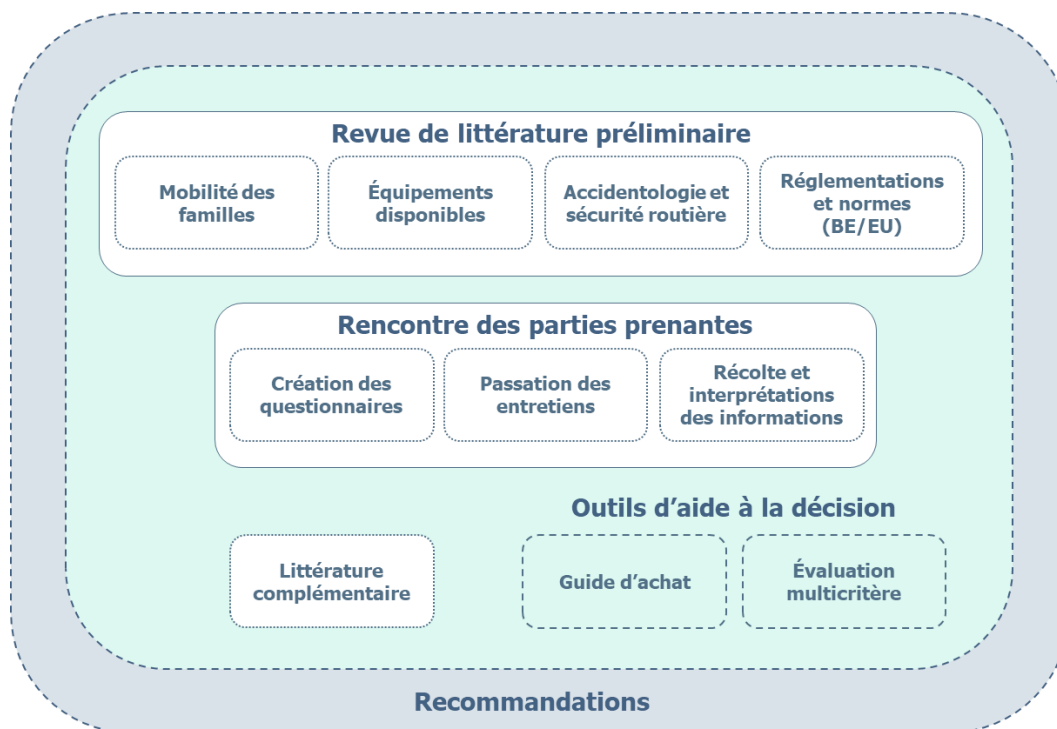 Revue de littérature préliminaire
Mobilité des
familles
Équipements
disponibles
Accidentologie et
sécurité routière
Réglementations
et normes
(BE/EU)
Rencontre des parties prenantes
Création des
questionnaires
Passation des
entretiens
Récolte et
interprétations
des informations
Outils d’aide à la décision
Littérature
complémentaire
Guide d’achat
Évaluation
multicritère
Recommandations